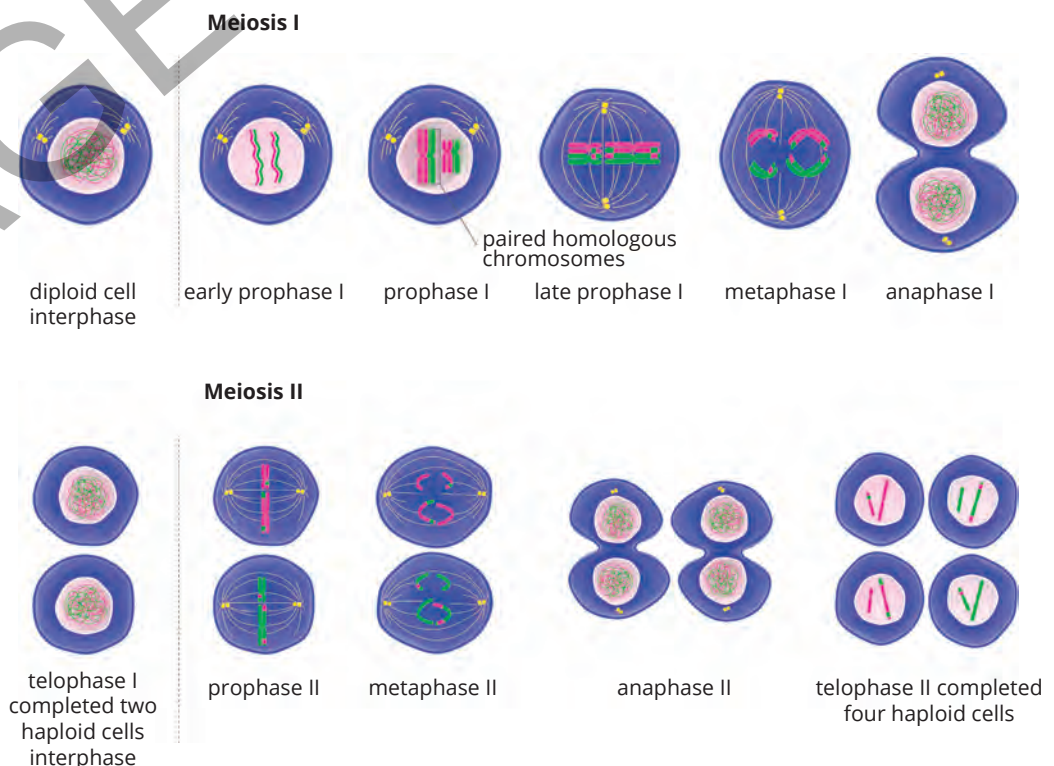 Meiosis I
paired homologous
chromosomes
diploid cell
interphase
early prophase I
prophase I
late prophase I
metaphase I
anaphase I
Meiosis II
telophase I
completed two
haploid cells
interphase
prophase II
metaphase II
anaphase II
telophase II completed
four haploid cells